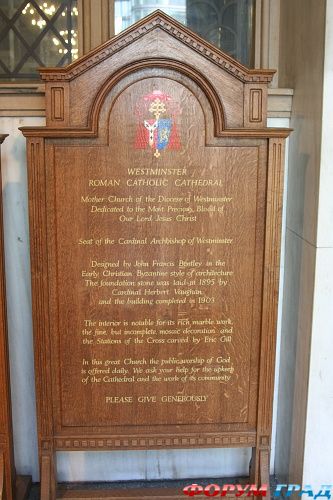 WESTMINSTER
ROMAN CATHOLIC CATHEDRAL
Mother Church of the Diocese of Westminster
Dedicated to the Most Precious Blood of
Our Lord Jesus Christ
Seat of the Cardinal Archbishop of Westminster
Designed by John Francis Bentley in the
Early Christian Byzantine style of architecture
The foundation stone was laid in 1895 by
Cardinal Herbert Vaughan,
and the building completed in 1903
The interior is notable for its rich marble work,
the fine, but incomplete, mosaic decoration, and
the Stations of the Cross carved by Eric Gill
In this great Church the public worship of God
is offered daily. We ask your help for the upkeep
of the Cathedral and the work of its community
PLEASE GIVE GENEROUSLY
ФОРУМ ГРАД